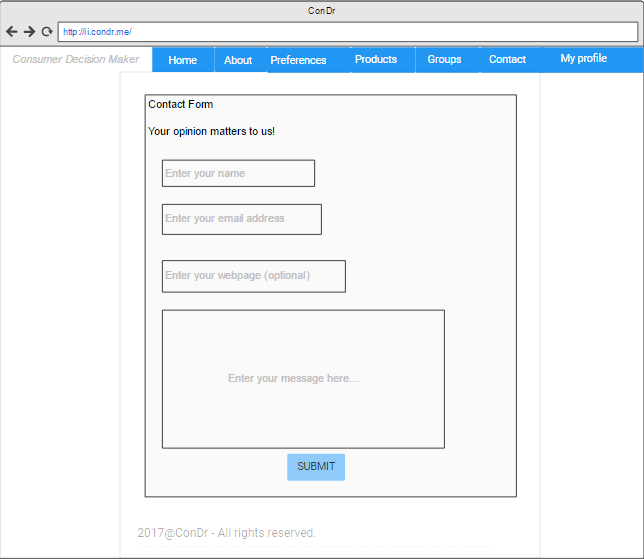 ConDr
http://ii.condr.me/
Consumer Decision Maker Home About Preferences Products Groups Contact My profile
Contact Form
Your opinion matters to us!
Enter your name
Enter your email address
Enter your webpage (optional)
Enter your message here....
SUBMIT
2017@ConDr - All rights reserved.